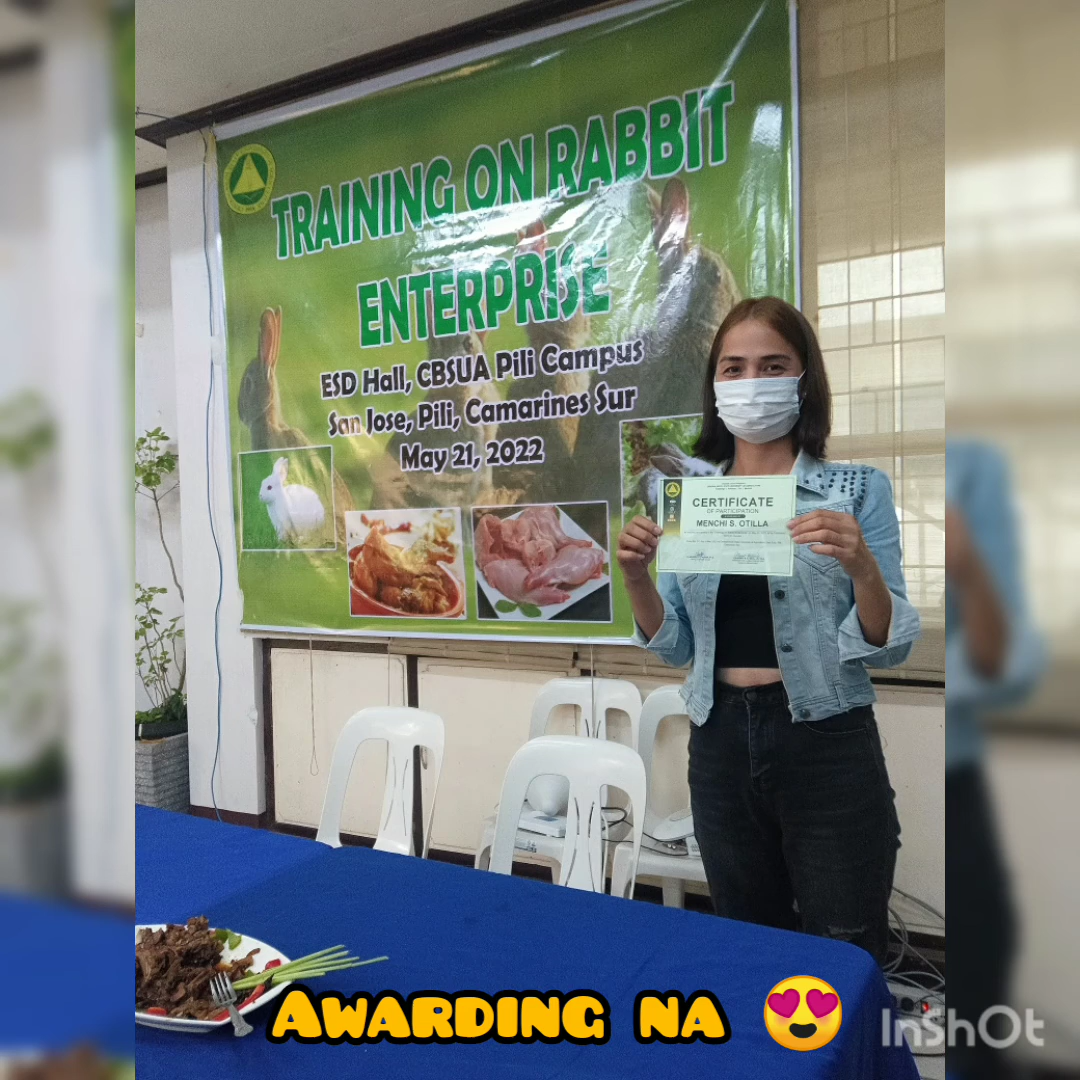 TRAINING ON RABBIT
ENTERPRISE
ESD Hall, CBSUA Pili Campus
San Jose, Pili, Camarines Sur
May 21, 2022
CERTIFICATE
OF PARTICIPATION
MENCHI S. OTILLA
AWARDING NA 😍
InShOt